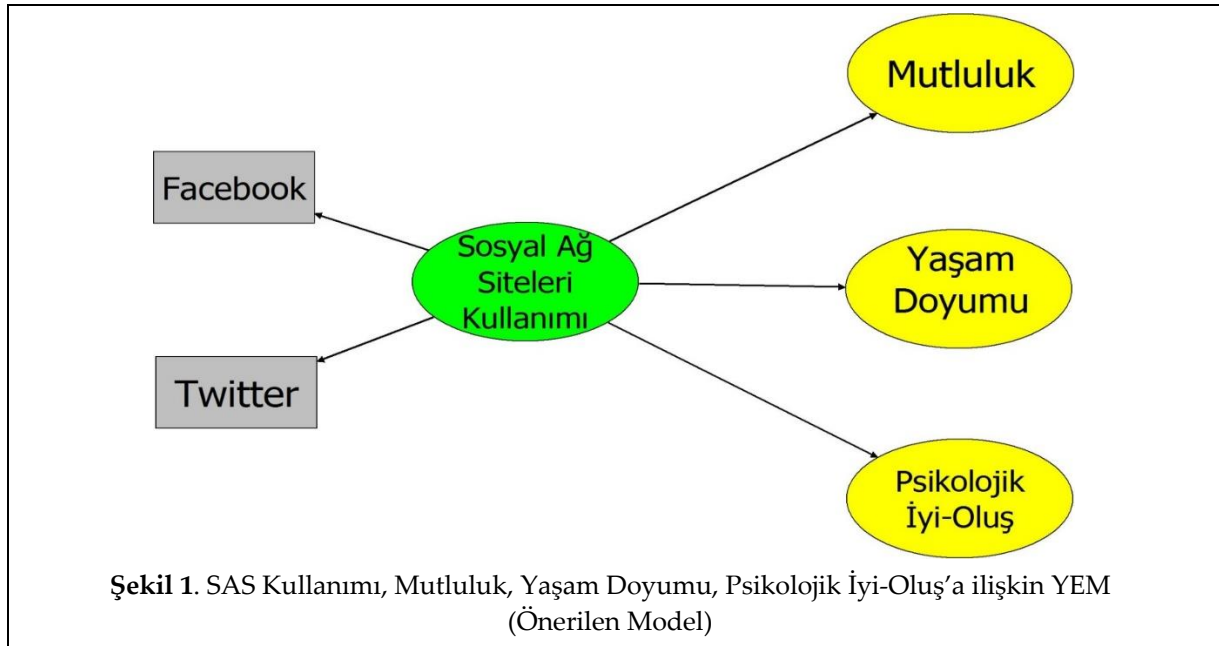 Mutluluk
Facebook
Sosyal Ağ
Siteleri
Kullanımı
Yaşam
Doyumu
Twitter
Psikolojik
İyi-Oluş
Şekil 1. SAS Kullanımı, Mutluluk, Yaşam Doyumu, Psikolojik İyi-Oluş’a ilişkin YEM
(Önerilen Model)